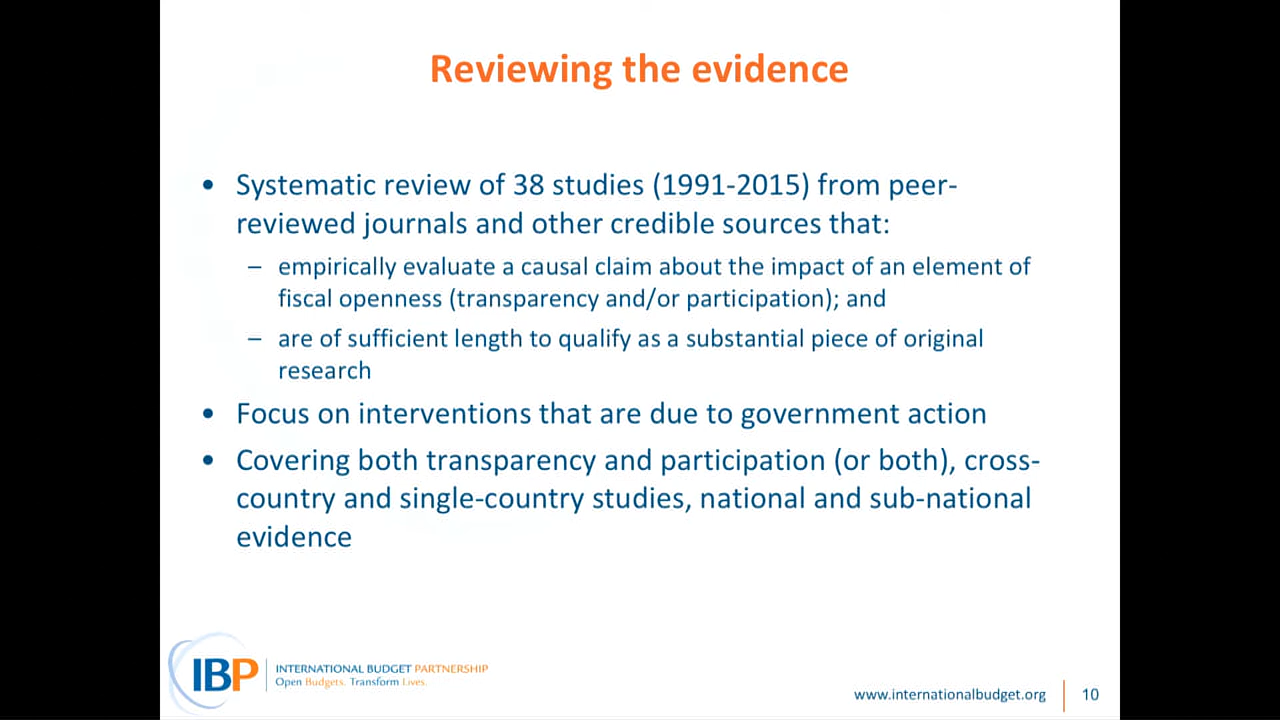 Reviewing the evidence
• Systematic review of 38 studies (1991-2015) from peer-
reviewed journals and other credible sources that:
– empirically evaluate a causal claim about the impact of an element of
fiscal openness (transparency and/or participation); and
– are of sufficient length to qualify as a substantial piece of original
research
• Focus on interventions that are due to government action
• Covering both transparency and participation (or both), cross-
country and single-country studies, national and sub-national
evidence
IBP
INTERNATIONAL BUDGET PARTNERSHIP
Open Budgets. Transform Lives.
www.internationalbudget.org
10